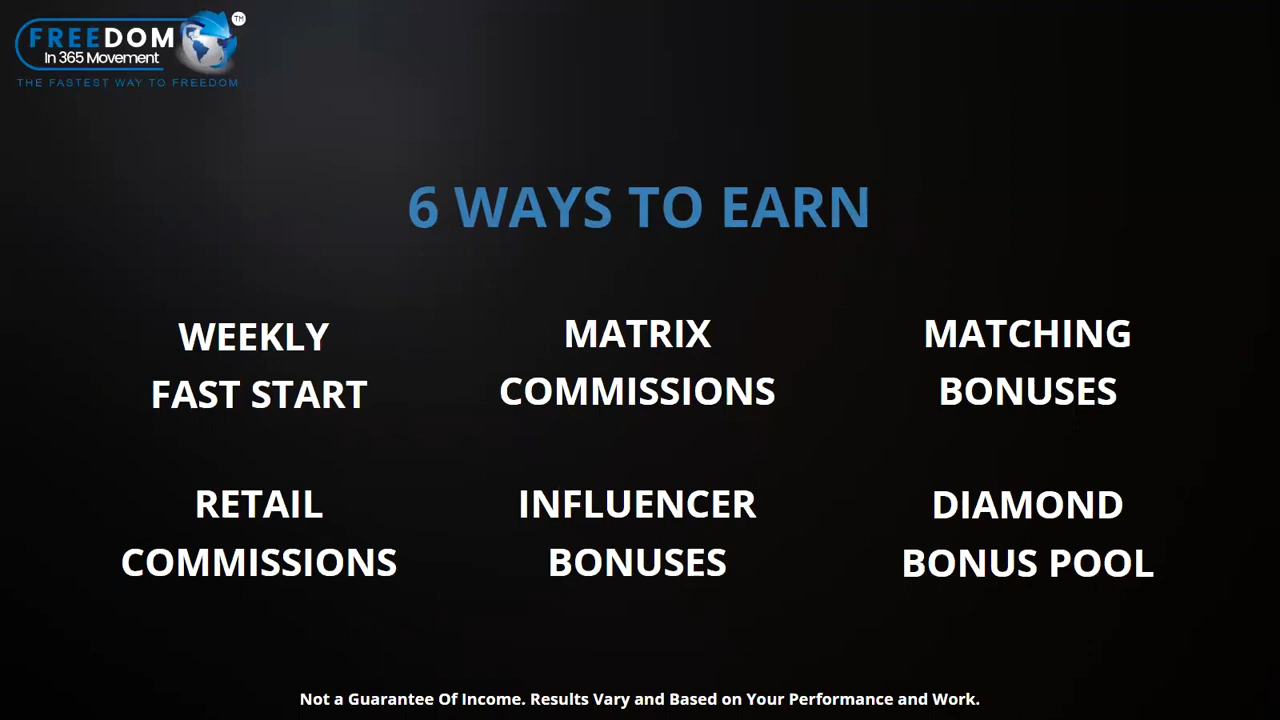 FREEDOM
TM
In 365 Movement
THE FASTEST WAY TO FREEDOM
6 WAYS TO EARN
WEEKLY
FAST START
MATRIX
COMMISSIONS
MATCHING
BONUSES
RETAIL
COMMISSIONS
INFLUENCER
BONUSES
DIAMOND
BONUS POOL
Not a Guarantee Of Income. Results Vary and Based on Your Performance and Work.